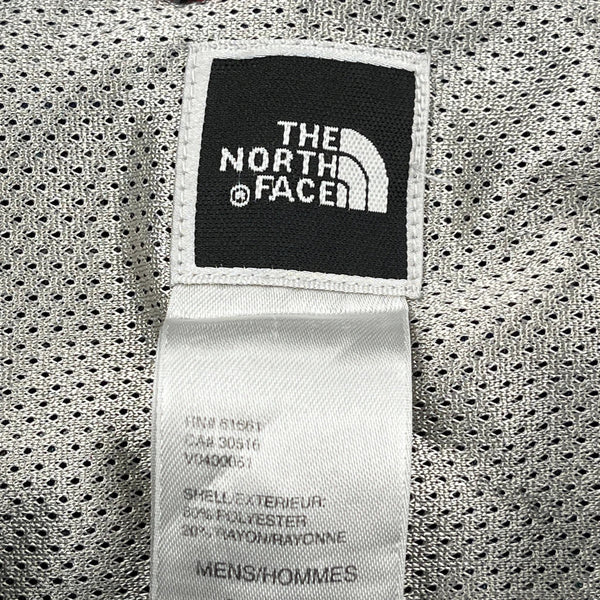 THE
NORTH
® FACE
RN# 61661
CA# 30516
V0400051
SHELL/EXTERIEUR:
80% POLYESTER
20% RAYON/RAYONNE
MENS/HOMMES